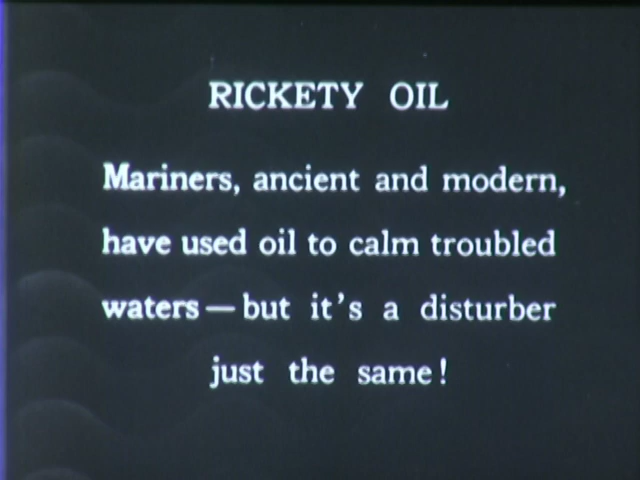 RICKETY OIL
Mariners, ancient and modern,
have used oil to calm troubled
waters — but it's a disturber
just the same!